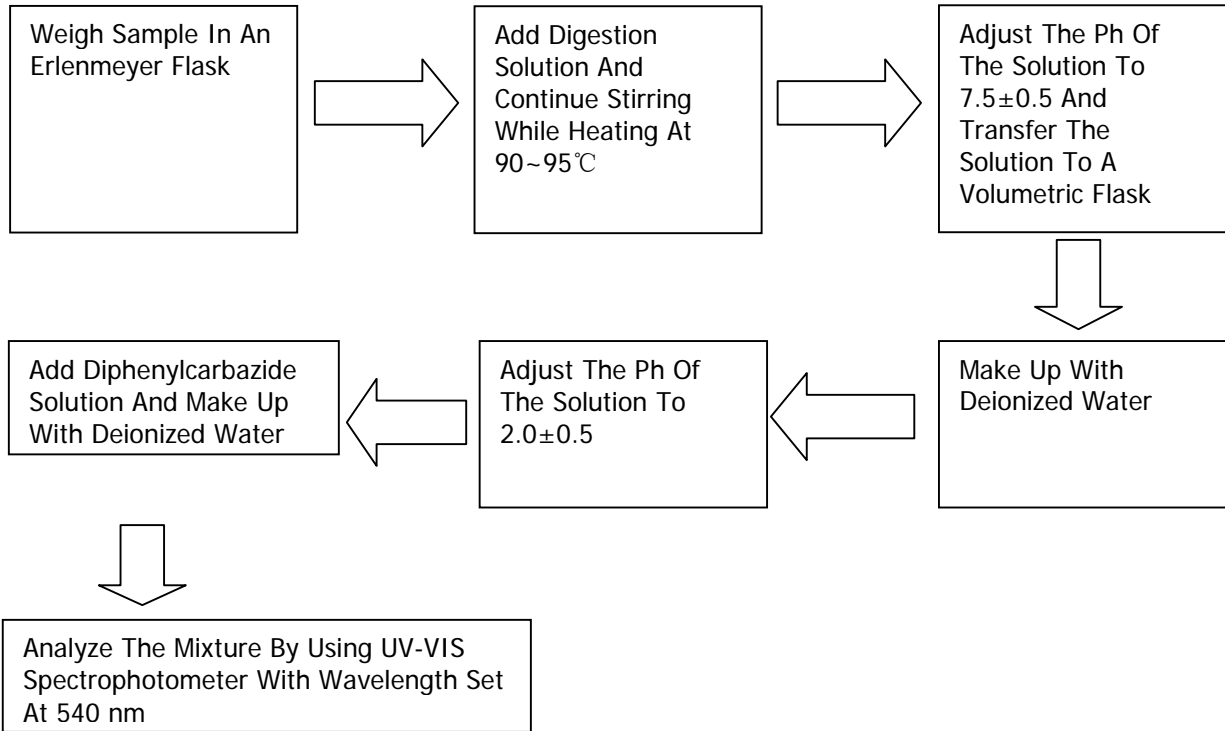 Weigh Sample In An
Erlenmeyer Flask
Add Digestion
Solution And
Continue Stirring
While Heating At
90~95℃
Adjust The Ph Of
The Solution To
7.5±0.5 And
Transfer The
Solution To A
Volumetric Flask
Make Up With
Deionized Water
Adjust The Ph Of
The Solution To
2.0±0.5
Add Diphenylcarbazide
Solution And Make Up
With Deionized Water
Analyze The Mixture By Using UV-VIS
Spectrophotometer With Wavelength Set
At 540 nm